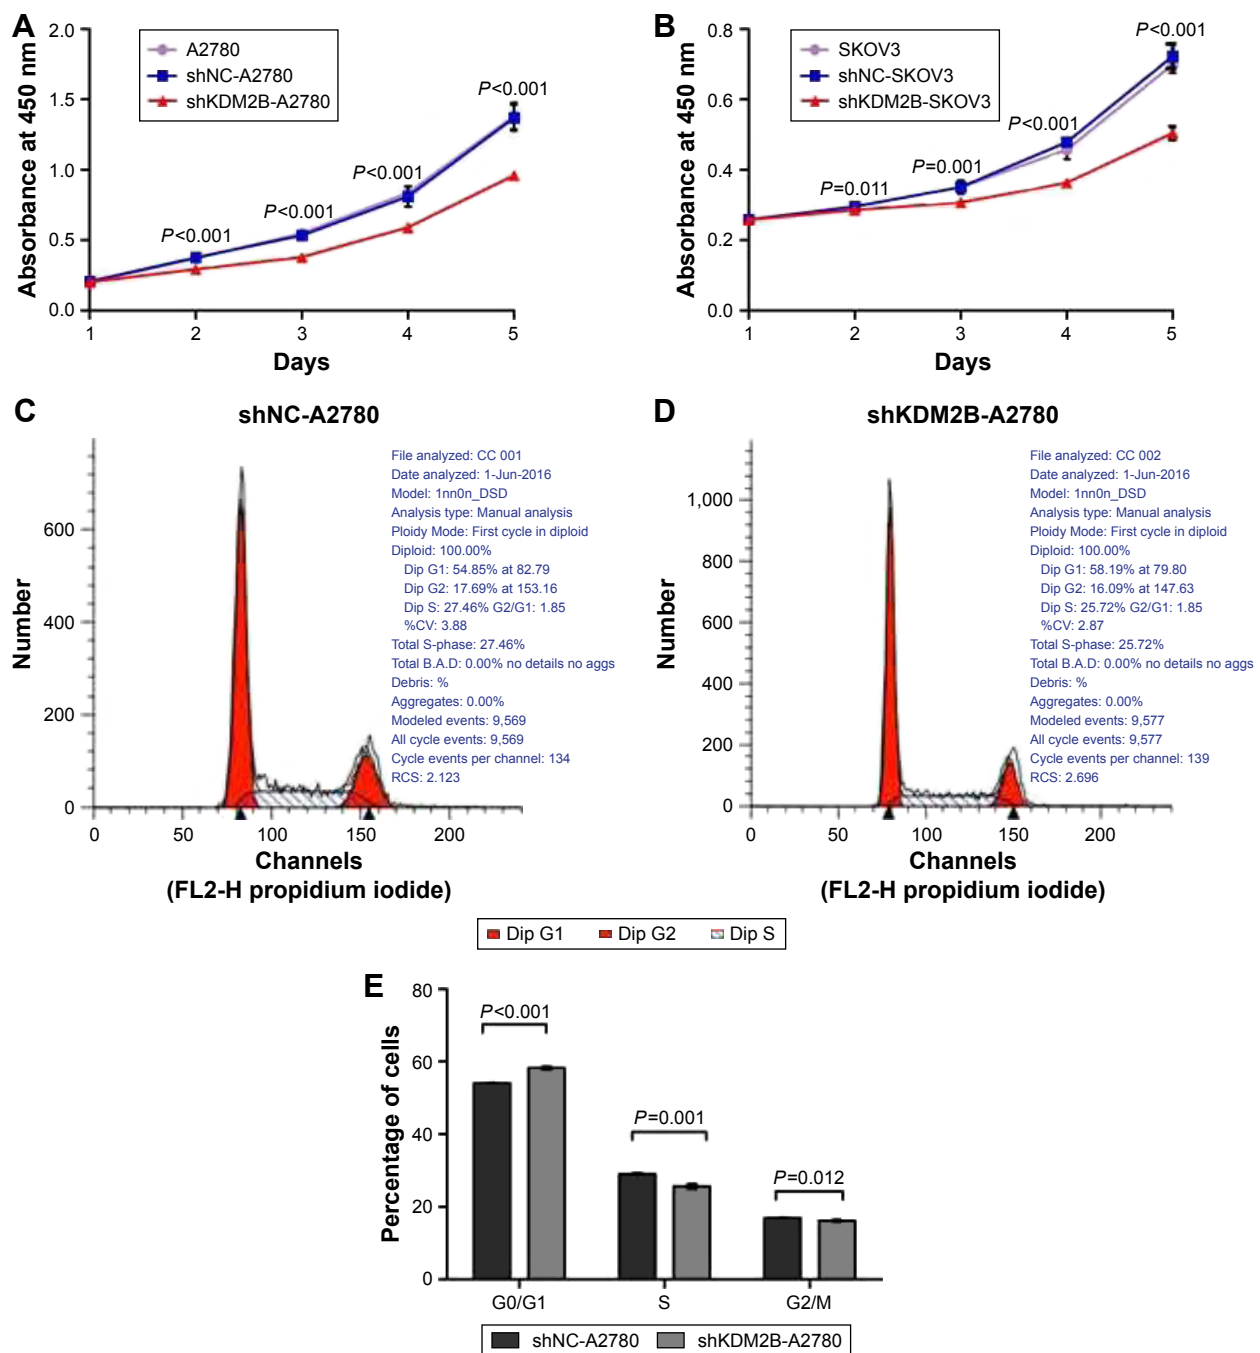 A
2.0
1.5
1.0
0.5
0.0
Absorbance at 450 nm
A2780
shNC-A2780
shKDM2B-A2780
P<0.001
P<0.001
P<0.001
P<0.001
1 2 3 4 5
Days
B
0.8
0.6
0.4
0.2
0.0
Absorbance at 450 nm
SKOV3
shNC-SKOV3
shKDM2B-SKOV3
P=0.011
P=0.001
P<0.001
P<0.001
1 2 3 4 5
Days
C
shNC-A2780
Number
600
400
200
0
File analyzed: CC 001
Date analyzed: 1-Jun-2016
Model: 1nn0n_DSD
Analysis type: Manual analysis
Ploidy Mode: First cycle in diploid
Diploid: 100.00%
Dip G1: 54.85% at 82.79
Dip G2: 17.69% at 153.16
Dip S: 27.46% G2/G1: 1.85
%CV: 3.88
Total S-phase: 27.46%
Total B.A.D: 0.00% no details no aggs
Debris: %
Aggregates: 0.00%
Modeled events: 9,569
All cycle events: 9,569
Cycle events per channel: 134
RCS: 2.123
0 50 100 150 200
Channels
(FL2-H propidium iodide)
D
shKDM2B-A2780
Number
1,000
800
600
400
200
0
File analyzed: CC 002
Date analyzed: 1-Jun-2016
Model: 1nn0n_DSD
Analysis type: Manual analysis
Ploidy Mode: First cycle in diploid
Diploid: 100.00%
Dip G1: 58.19% at 79.80
Dip G2: 16.09% at 147.63
Dip S: 25.72% G2/G1: 1.85
%CV: 2.87
Total S-phase: 25.72%
Total B.A.D: 0.00% no details no aggs
Debris: %
Aggregates: 0.00%
Modeled events: 9,577
All cycle events: 9,577
Cycle events per channel: 139
RCS: 2.696
0 50 100 150 200
Channels
(FL2-H propidium iodide)
Dip G1 Dip G2 Dip S
E
80
60
40
20
0
Percentage of cells
P<0.001
P=0.001
P=0.012
G0/G1 S G2/M
shNC-A2780 shKDM2B-A2780